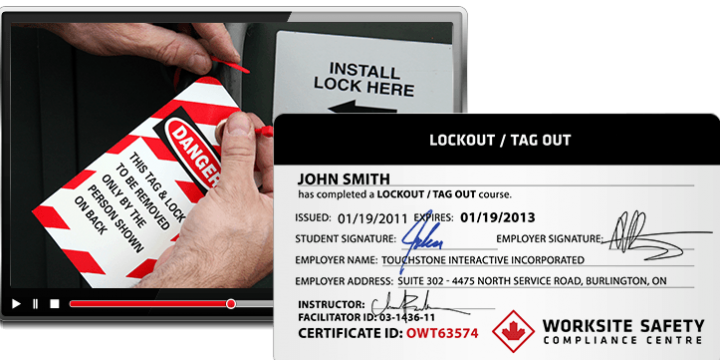 INSTALL
LOCK HERE
DANGER
THIS TAG & LOCK
TO BE REMOVED
ONLY BY THE
PERSON SHOWN
ON BACK
LOCKOUT / TAG OUT
JOHN SMITH
has completed a LOCKOUT / TAG OUT course.
ISSUED: 01/19/2011 EXPIRES: 01/19/2013
STUDENT SIGNATURE: John EMPLOYER SIGNATURE:
EMPLOYER NAME: TOUCHSTONE INTERACTIVE INCORPORATED
EMPLOYER ADDRESS: SUITE 302 - 4475 NORTH SERVICE ROAD, BURLINGTON, ON
INSTRUCTOR:
FACILITATOR ID: 03-1436-11
CERTIFICATE ID: OWT63574
WORKSITE SAFETY
COMPLIANCE CENTRE